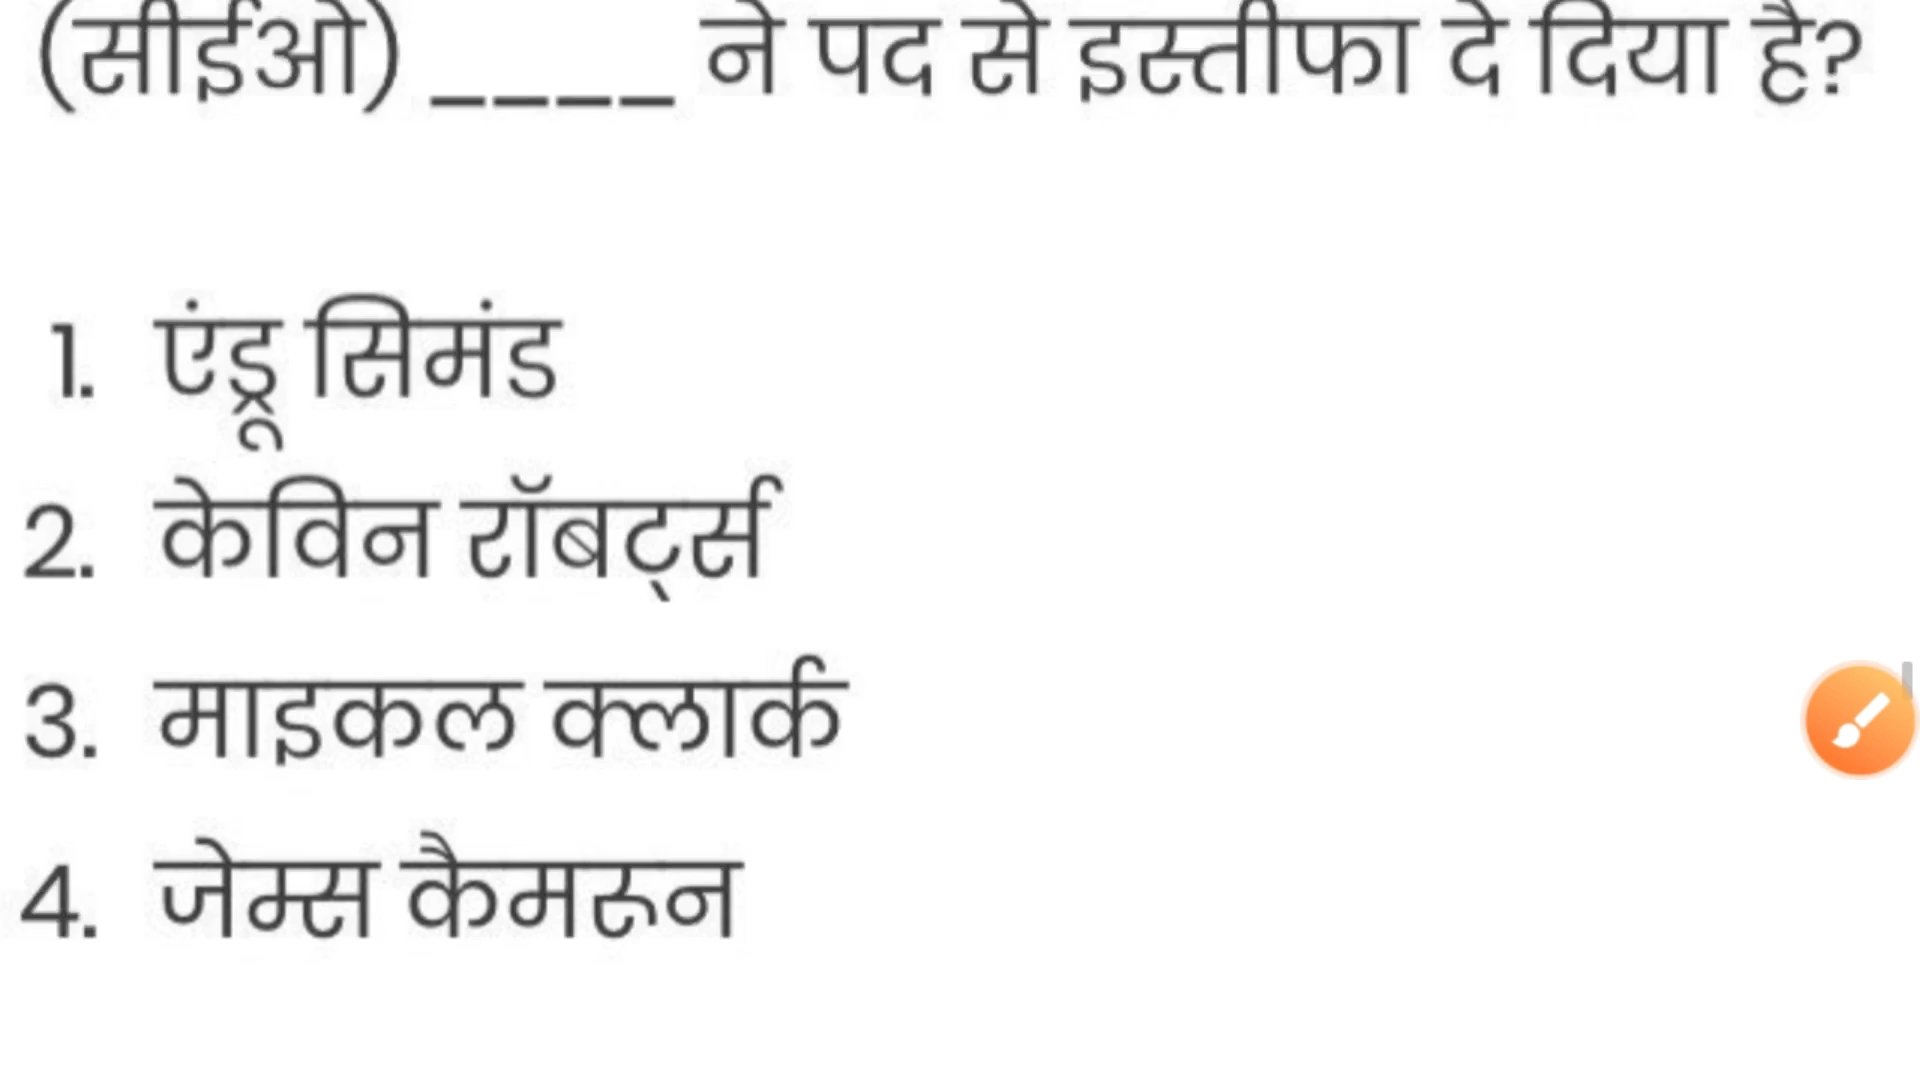 (सीईओ) ____ ने पद से इस्तीफा दे दिया है?
1. एंड्रू सिमंड
2. केविन रॉबर्ट्स
3. माइकल क्लार्क
4. जेम्स कैमरून